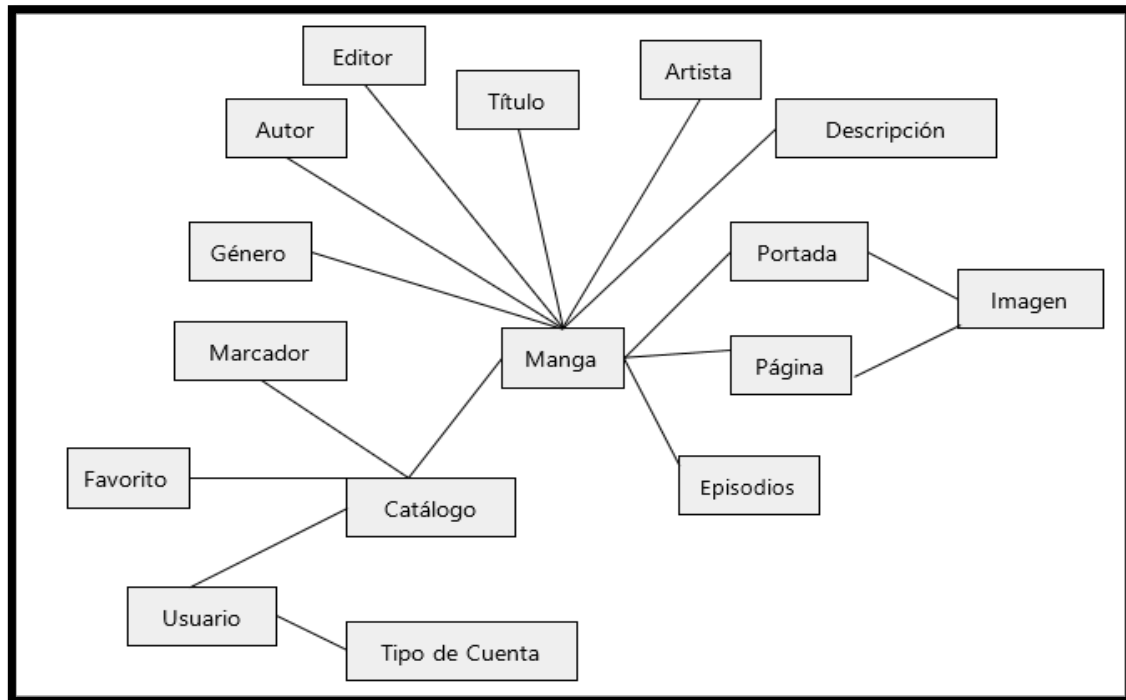 Editor
Título
Artista
Autor
Descripción
Género
Portada
Imagen
Marcador
Manga
Página
Favorito
Episodios
Catálogo
Usuario
Tipo de Cuenta